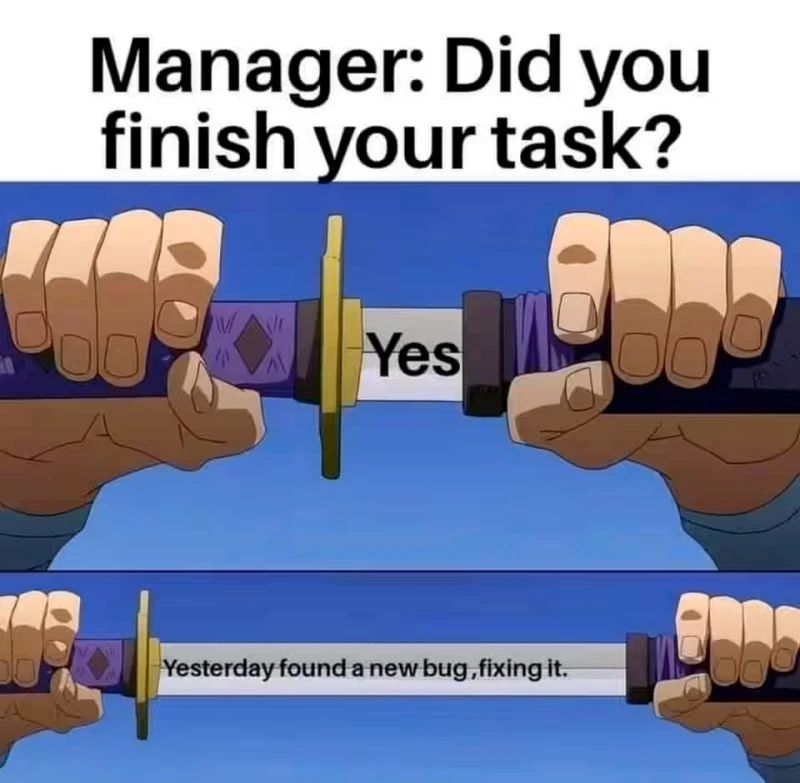 Manager: Did you
finish your task?
Yes
Yesterday found a new bug ,fixing it.